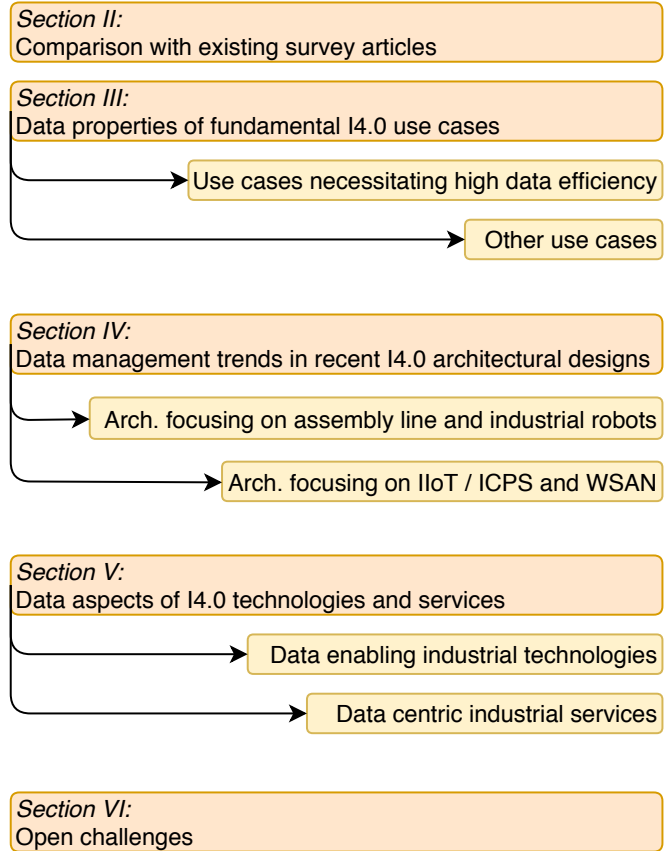 Section II:
Comparison with existing survey articles
Section III:
Data properties of fundamental I4.0 use cases
Use cases necessitating high data efficiency
Other use cases
Section IV:
Data management trends in recent I4.0 architectural designs
Arch. focusing on assembly line and industrial robots
Arch. focusing on IIoT / ICPS and WSAN
Section V:
Data aspects of I4.0 technologies and services
Data enabling industrial technologies
Data centric industrial services
Section VI:
Open challenges